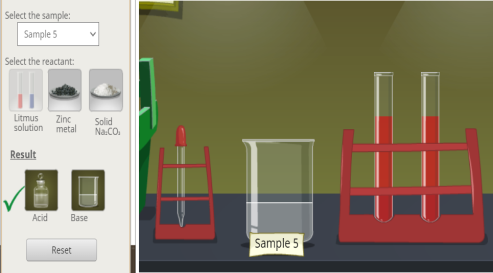 Select the sample:
Sample 5
Select the reactant:
Litmus
solution
Zinc
metal
Solid
Na₂CO₃
Result
Acid
Base
Reset
Sample 5